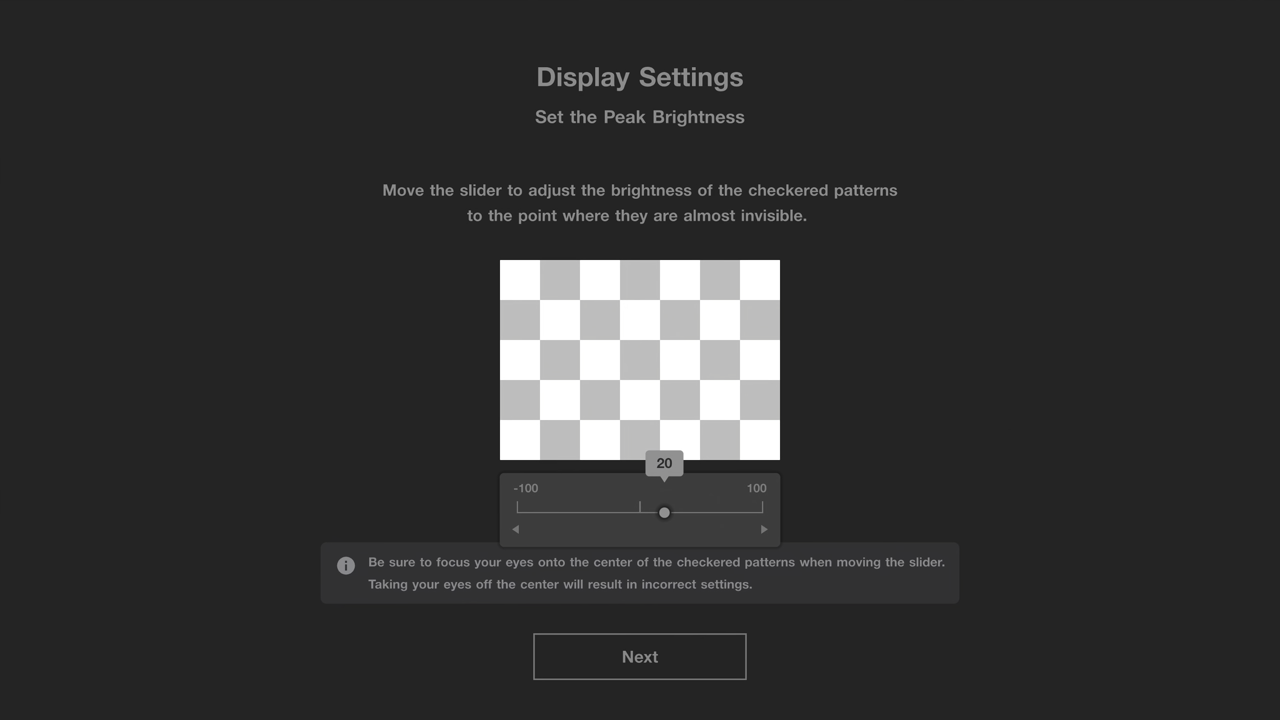 Display Settings
Set the Peak Brightness
Move the slider to adjust the brightness of the checkered patterns
to the point where they are almost invisible.
20
-100 100
Be sure to focus your eyes onto the center of the checkered patterns when moving the slider.
Taking your eyes off the center will result in incorrect settings.
Next